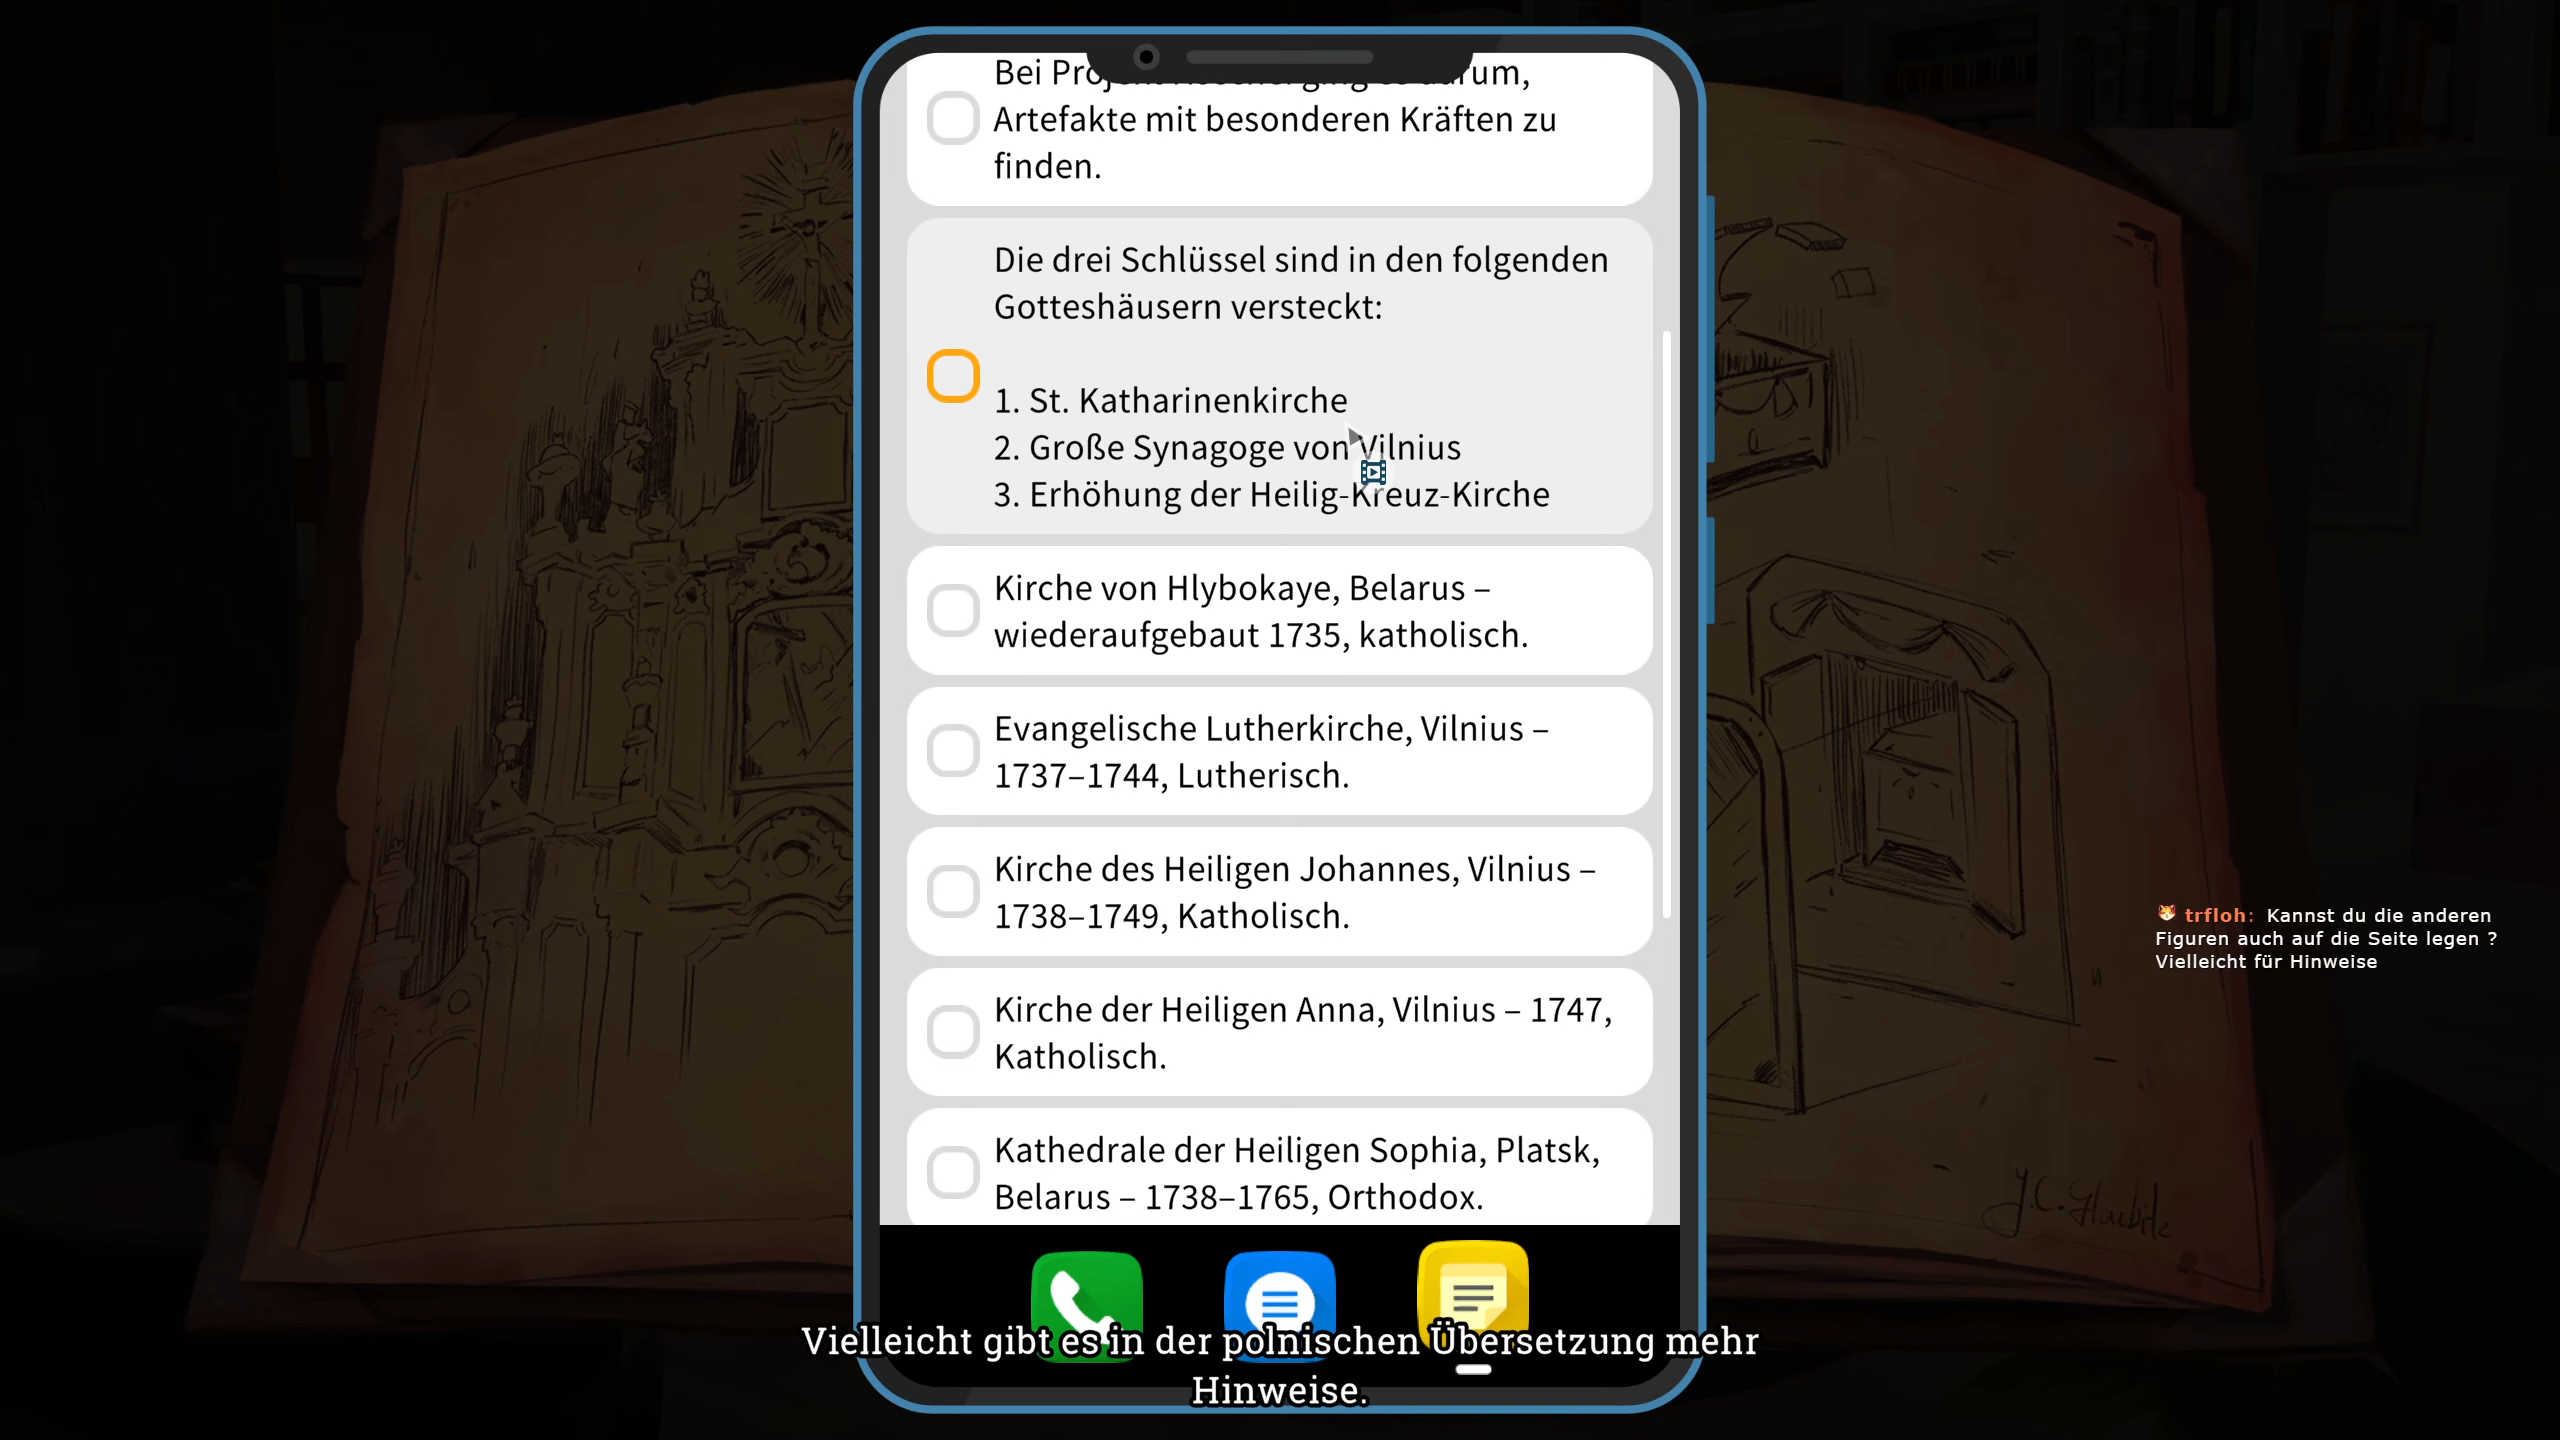 Bei Projekt
rum,
Artefakte mit besonderen Kräften zu
finden.
Die drei Schlüssel sind in den folgenden
Gotteshäusern versteckt:
1. St. Katharinenkirche
2. Große Synagoge von Vilnius
3. Erhöhung der Heilig-Kreuz-Kirche
Kirche von Hlybokaye, Belarus –
wiederaufgebaut 1735, katholisch.
Evangelische Lutherkirche, Vilnius –
1737–1744, Lutherisch.
Kirche des Heiligen Johannes, Vilnius –
1738–1749, Katholisch.
Kirche der Heiligen Anna, Vilnius – 1747,
Katholisch.
Kathedrale der Heiligen Sophia, Platsk,
Belarus – 1738–1765, Orthodox.
Vielleicht gibt es in der polnischen Übersetzung mehr
Hinweise.
trfloh: Kannst du die anderen
Figuren auch auf die Seite legen ?
Vielleicht für Hinweise
J.C. Glaubitz